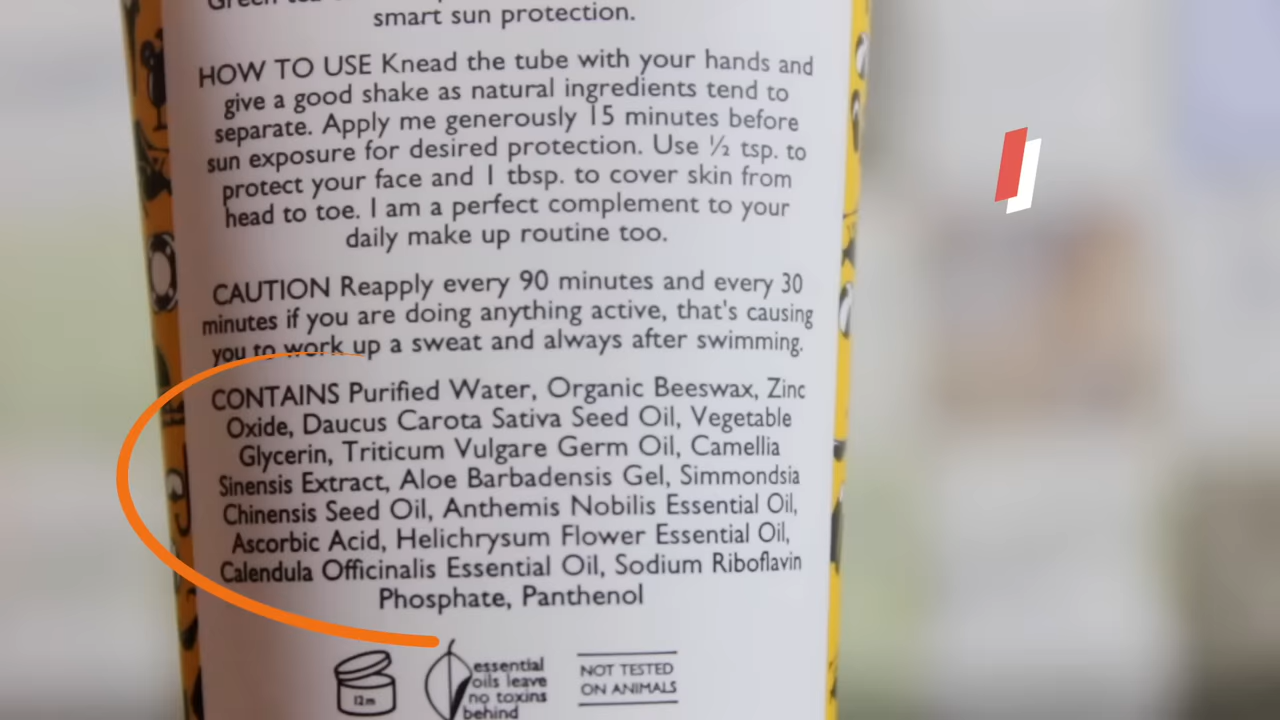 Green tea
smart sun protection.
HOW TO USE Knead the tube with your hands and
give a good shake as natural ingredients tend to
separate. Apply me generously 15 minutes before
sun exposure for desired protection. Use ½ tsp. to
protect your face and 1 tbsp. to cover skin from
head to toe. I am a perfect complement to your
daily make up routine too.
CAUTION Reapply every 90 minutes and every 30
minutes if you are doing anything active, that's causing
you to work up a sweat and always after swimming.
CONTAINS Purified Water, Organic Beeswax, Zinc
Oxide, Daucus Carota Sativa Seed Oil, Vegetable
Glycerin, Triticum Vulgare Germ Oil, Camellia
Sinensis Extract, Aloe Barbadensis Gel, Simmondsia
Chinensis Seed Oil, Anthemis Nobilis Essential Oil,
Ascorbic Acid, Helichrysum Flower Essential Oil,
Calendula Officinalis Essential Oil, Sodium Riboflavin
Phosphate, Panthenol
12m
essential
oils leave
no toxins
behind
NOT TESTED
ON ANIMALS